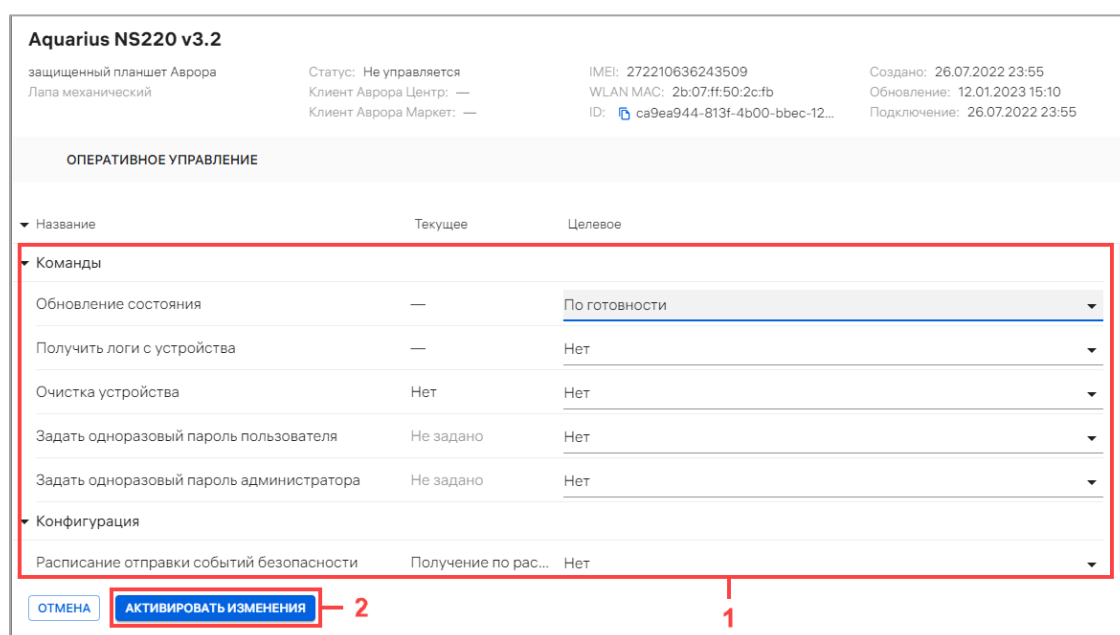 Aquarius NS220 v3.2
защищенный планшет Аврора Статус: Не управляется IMEI: 272210636243509 Создано: 26.07.2022 23:55
Лапа механический Клиент Аврора Центр: — WLAN MAC: 2b:07:ff:50:2c:fb Обновление: 12.01.2023 15:10
Клиент Аврора Маркет: — ID: ca9ea944-813f-4b00-bbec-12... Подключение: 26.07.2022 23:55
ОПЕРАТИВНОЕ УПРАВЛЕНИЕ
Название Текущее Целевое
Команды
Обновление состояния — По готовности
Получить логи с устройства — Нет
Очистка устройства Нет Нет
Задать одноразовый пароль пользователя Не задано Нет
Задать одноразовый пароль администратора Не задано Нет
Конфигурация
Расписание отправки событий безопасности Получение по рас... Нет
ОТМЕНА АКТИВИРОВАТЬ ИЗМЕНЕНИЯ 2 1